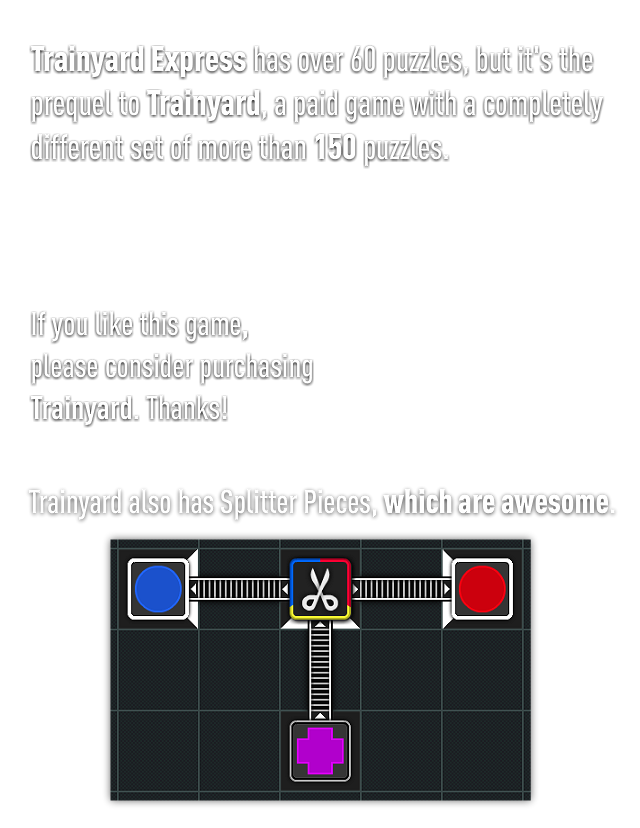 Trainyard Express has over 60 puzzles, but it's the
prequel to Trainyard, a paid game with a completely
different set of more than 150 puzzles.
If you like this game,
please consider purchasing
Trainyard. Thanks!
Trainyard also has Splitter Pieces, which are awesome.